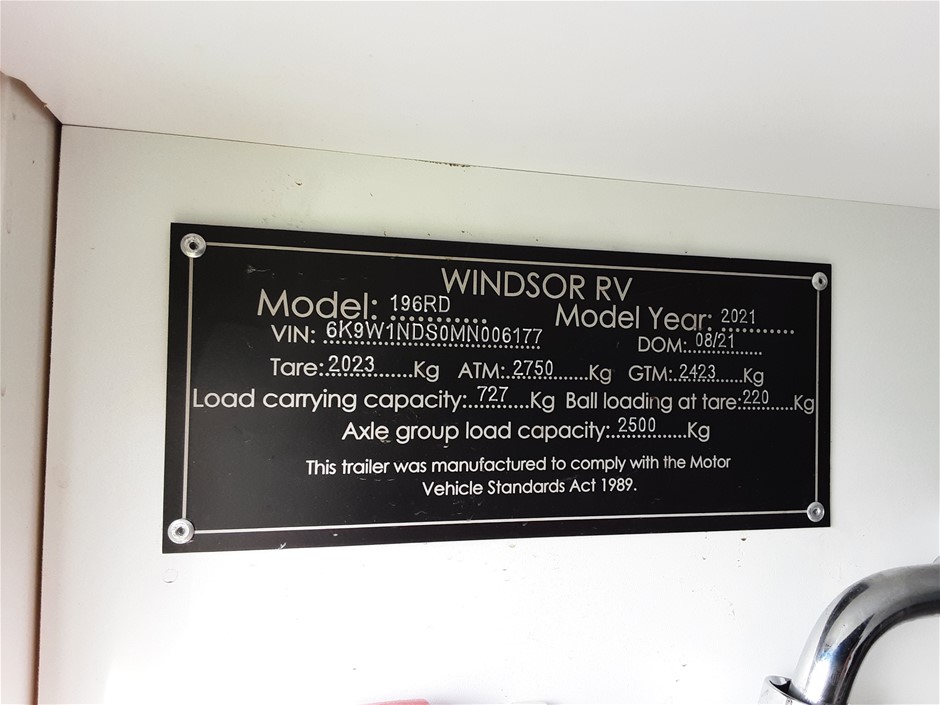 WINDSOR RV
Model: 196RD Model Year: 2021
VIN: 6K9W1NDS0MN006177 DOM: 08/21
Tare: 2023 Kg ATM: 2750 Kg GTM: 2423 Kg
Load carrying capacity: 727 Kg Ball loading at tare: 220 Kg
Axle group load capacity: 2500 Kg
This trailer was manufactured to comply with the Motor
Vehicle Standards Act 1989.